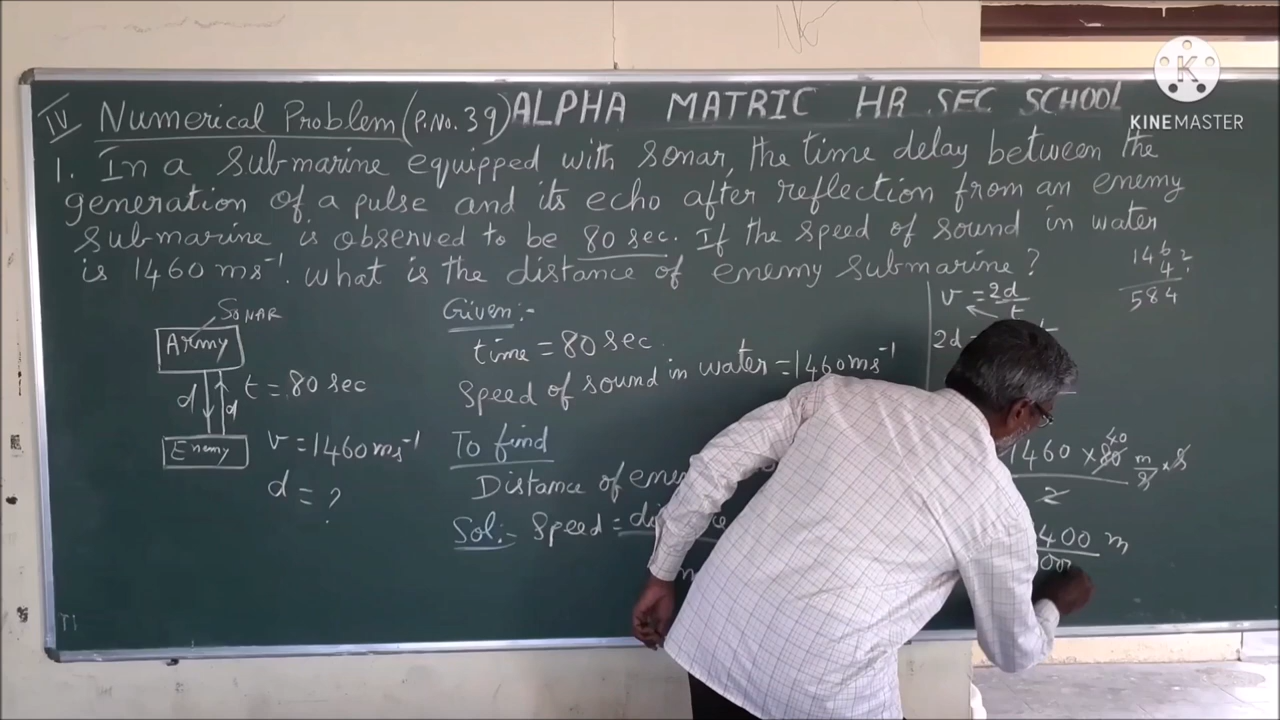 KINEMASTER
IV Numerical Problem (P.No. 39) ALPHA MATRIC HR SEC SCHOOL
1. In a submarine equipped with sonar, the time delay between the
generation of a pulse and its echo after reflection from an enemy
submarine is observed to be 80 sec. If the speed of sound in water
is 1460 ms⁻¹. what is the distance of enemy submarine ?
SONAR
Army
d d t = 80 sec
Enemy
v = 1460 ms⁻¹
d = ?
Given:-
time = 80 sec.
Speed of sound in water = 1460 ms⁻¹
To find
Distance of
Sol:- Speed =
v = 2d/t
2d
1460 × 80 40 m/s × s
2
400 m
146
4
584